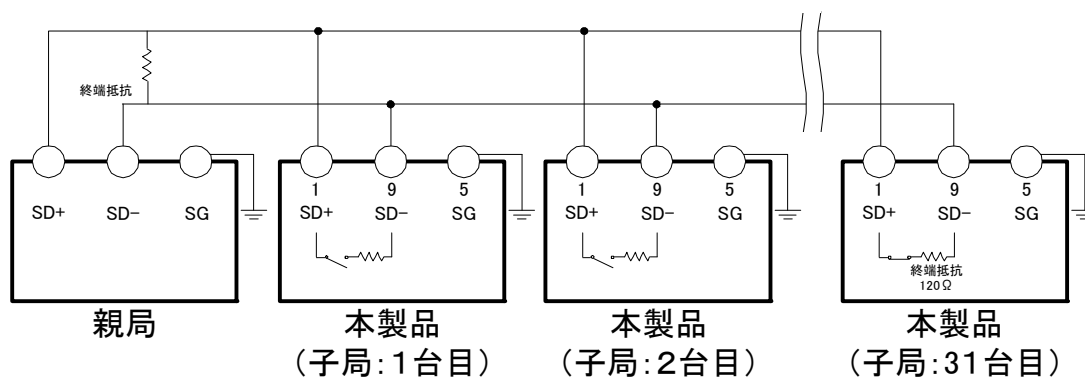 終端抵抗
SD+ SD- SG
1 9 5
SD+ SD- SG
1 9 5
SD+ SD- SG
1 9 5
SD+ SD- SG
終端抵抗
120Ω
親局
本製品
(子局:1台目)
本製品
(子局:2台目)
本製品
(子局:31台目)